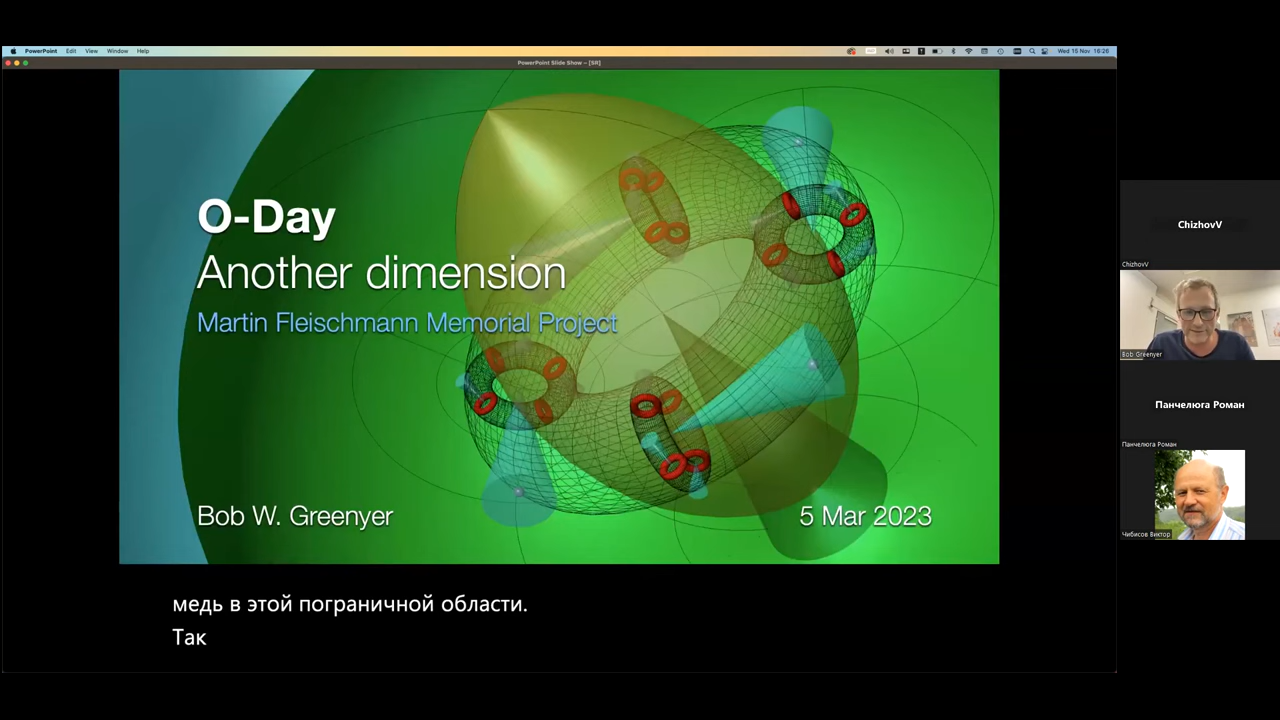 PowerPoint Edit View Window Help
Wed 15 Nov 16:26
PowerPoint Slide Show – [SR]
O-Day
Another dimension
Martin Fleischmann Memorial Project
Bob W. Greenyer
5 Mar 2023
медь в этой пограничной области.
Так
ChizhovV
ChizhovV
Bob Greenyer
Панчелюга Роман
Панчелюга Роман
Чибисов Виктор